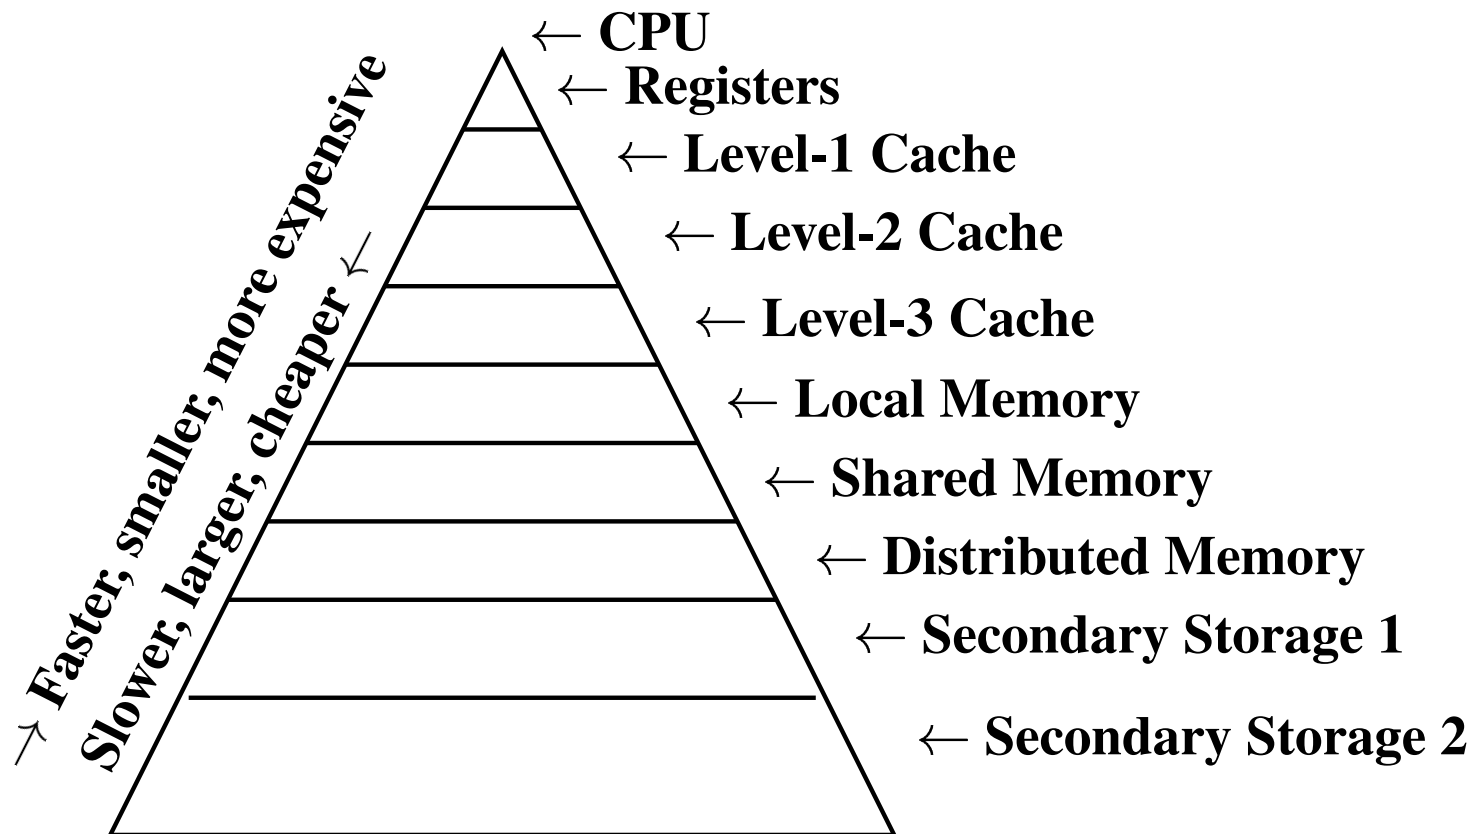 ← CPU
← Registers
← Level-1 Cache
← Level-2 Cache
← Level-3 Cache
← Local Memory
← Shared Memory
← Distributed Memory
← Secondary Storage 1
← Secondary Storage 2
→ Faster, smaller, more expensive
Slower, larger, cheaper ←